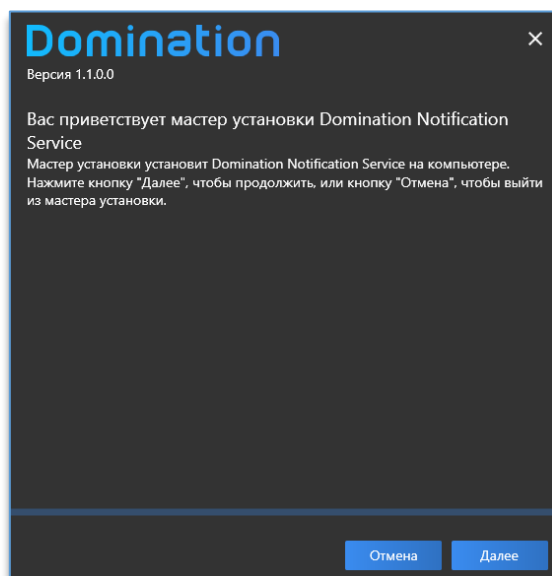 Domination
Версия 1.1.0.0
Вас приветствует мастер установки Domination Notification
Service
Мастер установки установит Domination Notification Service на компьютере.
Нажмите кнопку "Далее", чтобы продолжить, или кнопку "Отмена", чтобы выйти
из мастера установки.
Отмена Далее